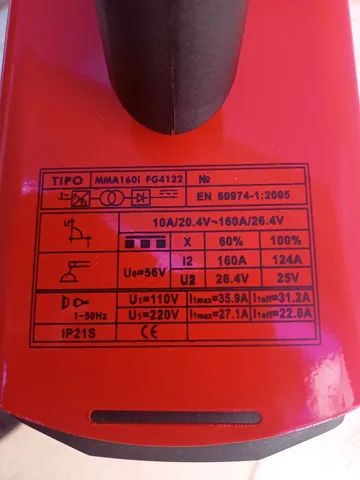 TIPO MMA160i FG4122 №
1~ EN 60974-1:2005
10A/20.4V~160A/26.4V
X 60% 100%
U₀=56V I2 160A 124A
U2 26.4V 25V
U₁=110V I₁max=35.9A I₁eff=31.2A
1~50Hz U₁=220V I₁max=27.1A I₁eff=22.8A
IP21S CE